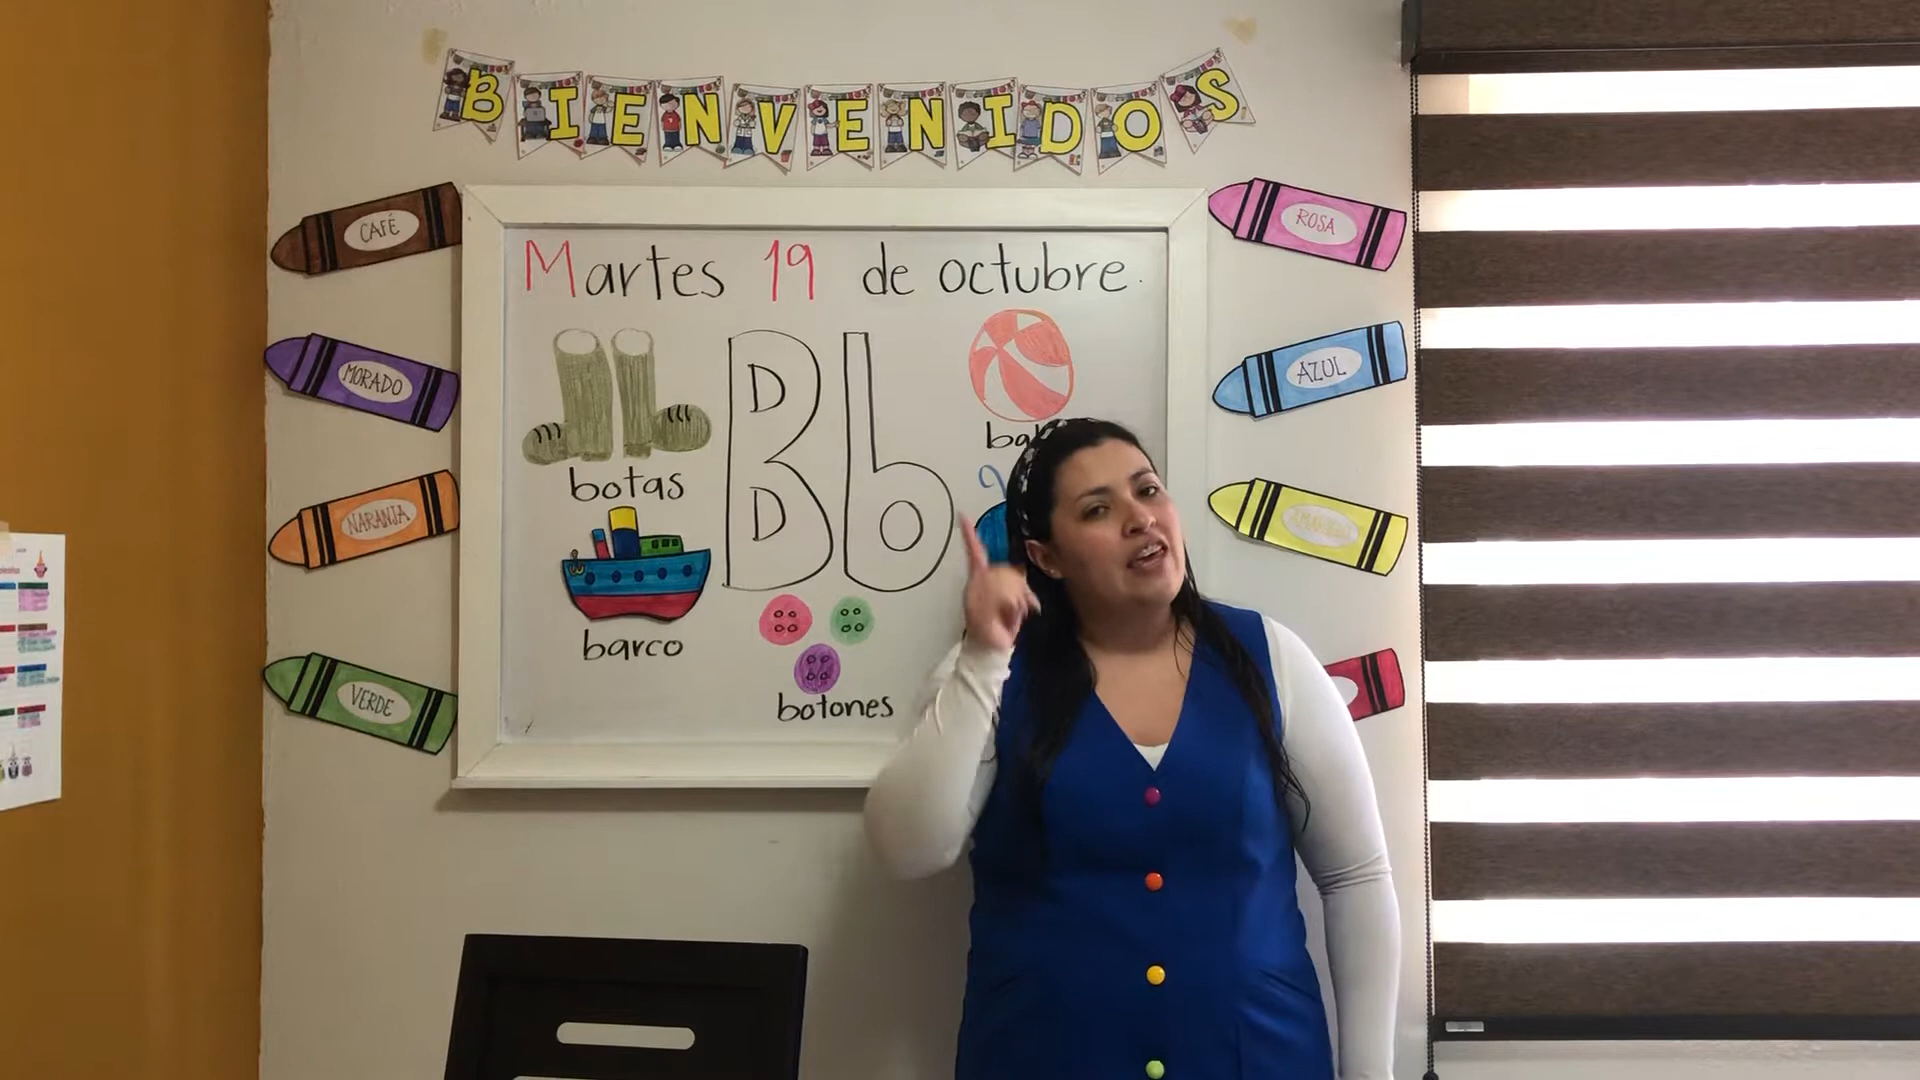 BIENVENIDOS
CAFÉ
MORADO
NARANJA
VERDE
Martes 19 de octubre.
Bb
botas
barco
botones
ROSA
AZUL